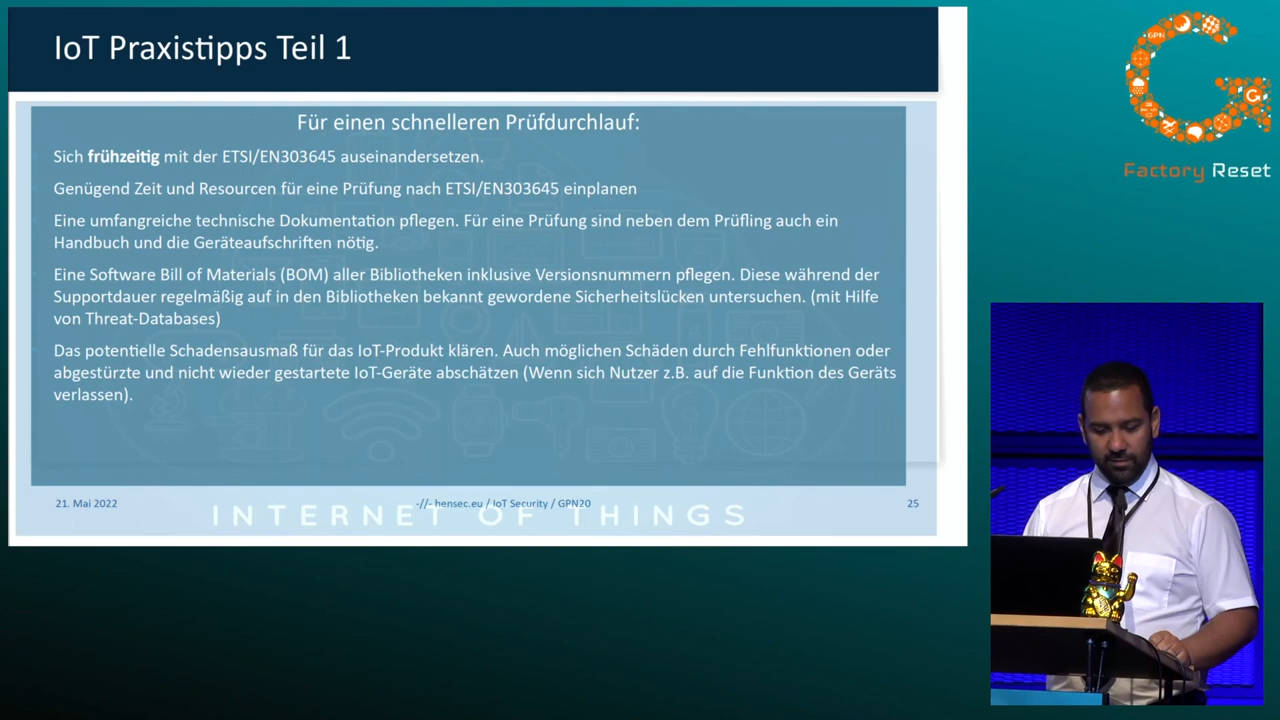 IoT Praxistipps Teil 1
Für einen schnelleren Prüfdurchlauf:
Sich frühzeitig mit der ETSI/EN303645 auseinandersetzen.
Genügend Zeit und Resourcen für eine Prüfung nach ETSI/EN303645 einplanen
Eine umfangreiche technische Dokumentation pflegen. Für eine Prüfung sind neben dem Prüfling auch ein
Handbuch und die Geräteaufschriften nötig.
Eine Software Bill of Materials (BOM) aller Bibliotheken inklusive Versionsnummern pflegen. Diese während der
Supportdauer regelmäßig auf in den Bibliotheken bekannt gewordene Sicherheitslücken untersuchen. (mit Hilfe
von Threat-Databases)
Das potentielle Schadensausmaß für das IoT-Produkt klären. Auch möglichen Schäden durch Fehlfunktionen oder
abgestürzte und nicht wieder gestartete IoT-Geräte abschätzen (Wenn sich Nutzer z.B. auf die Funktion des Geräts
verlassen).
21. Mai 2022
-//- hensec.eu / IoT Security / GPN20
25
INTERNET OF THINGS
GPN
G
Factory Reset